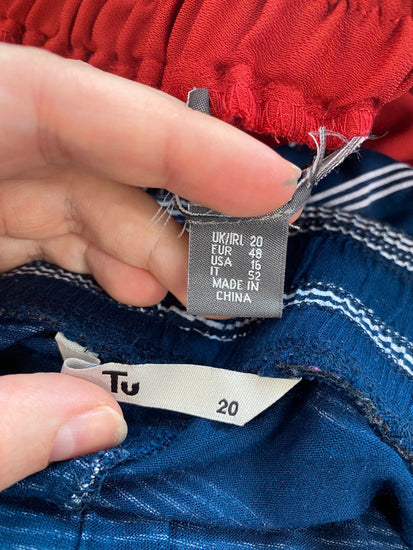 UK/IRL 20
EUR 48
USA 16
IT 52
MADE IN
CHINA
Tu
20